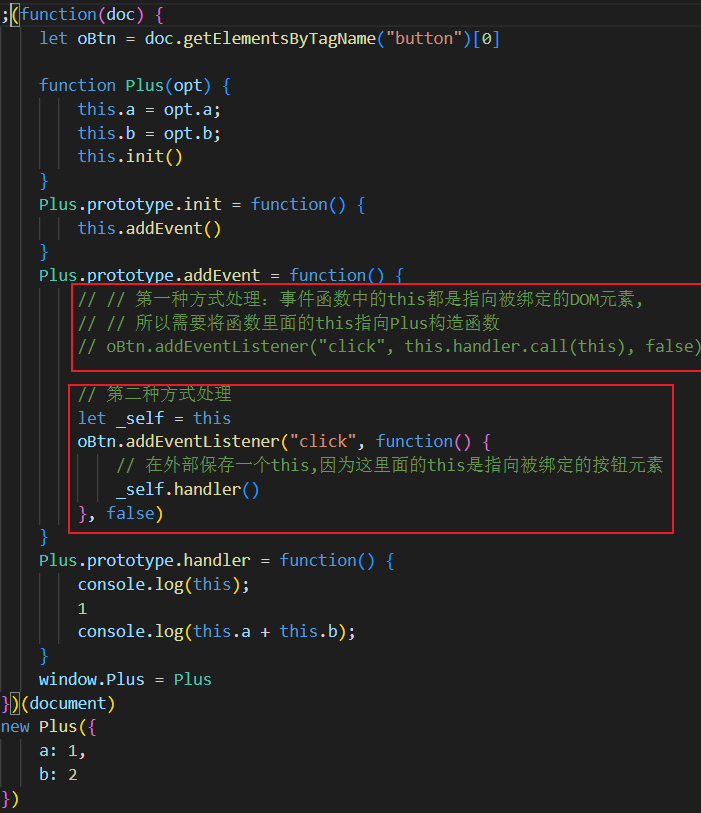 ;(function(doc) {
    let oBtn = doc.getElementsByTagName("button")[0]

    function Plus(opt) {
        this.a = opt.a;
        this.b = opt.b;
        this.init()
    }
    Plus.prototype.init = function() {
        this.addEvent()
    }
    Plus.prototype.addEvent = function() {
        // // 第一种方式处理：事件函数中的this都是指向被绑定的DOM元素,
        // // 所以需要将函数里面的this指向Plus构造函数
        // oBtn.addEventListener("click", this.handler.call(this), false)

        // 第二种方式处理
        let _self = this
        oBtn.addEventListener("click", function() {
            // 在外部保存一个this,因为这里面的this是指向被绑定的按钮元素
            _self.handler()
        }, false)
    }
    Plus.prototype.handler = function() {
        console.log(this);
        1
        console.log(this.a + this.b);
    }
    window.Plus = Plus
})(document)
new Plus({
    a: 1,
    b: 2
})